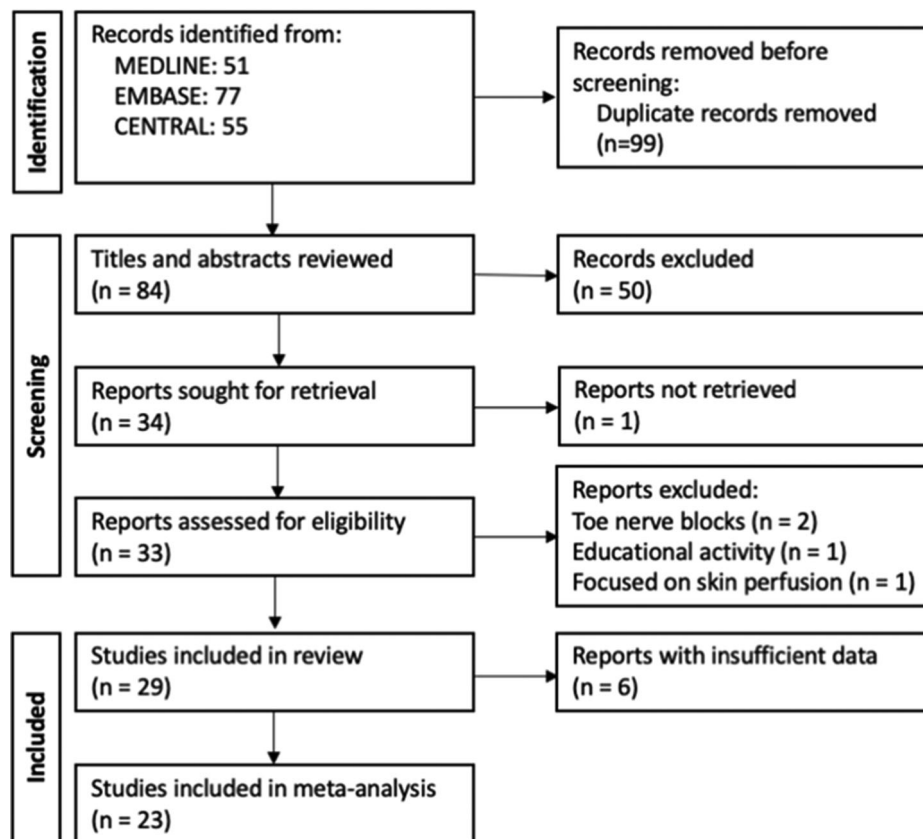 Identification
Records identified from:
MEDLINE: 51
EMBASE: 77
CENTRAL: 55
Records removed before
screening:
Duplicate records removed
(n=99)
Screening
Titles and abstracts reviewed
(n = 84)
Records excluded
(n = 50)
Reports sought for retrieval
(n = 34)
Reports not retrieved
(n = 1)
Reports assessed for eligibility
(n = 33)
Reports excluded:
Toe nerve blocks (n = 2)
Educational activity (n = 1)
Focused on skin perfusion (n = 1)
Included
Studies included in review
(n = 29)
Reports with insufficient data
(n = 6)
Studies included in meta-analysis
(n = 23)